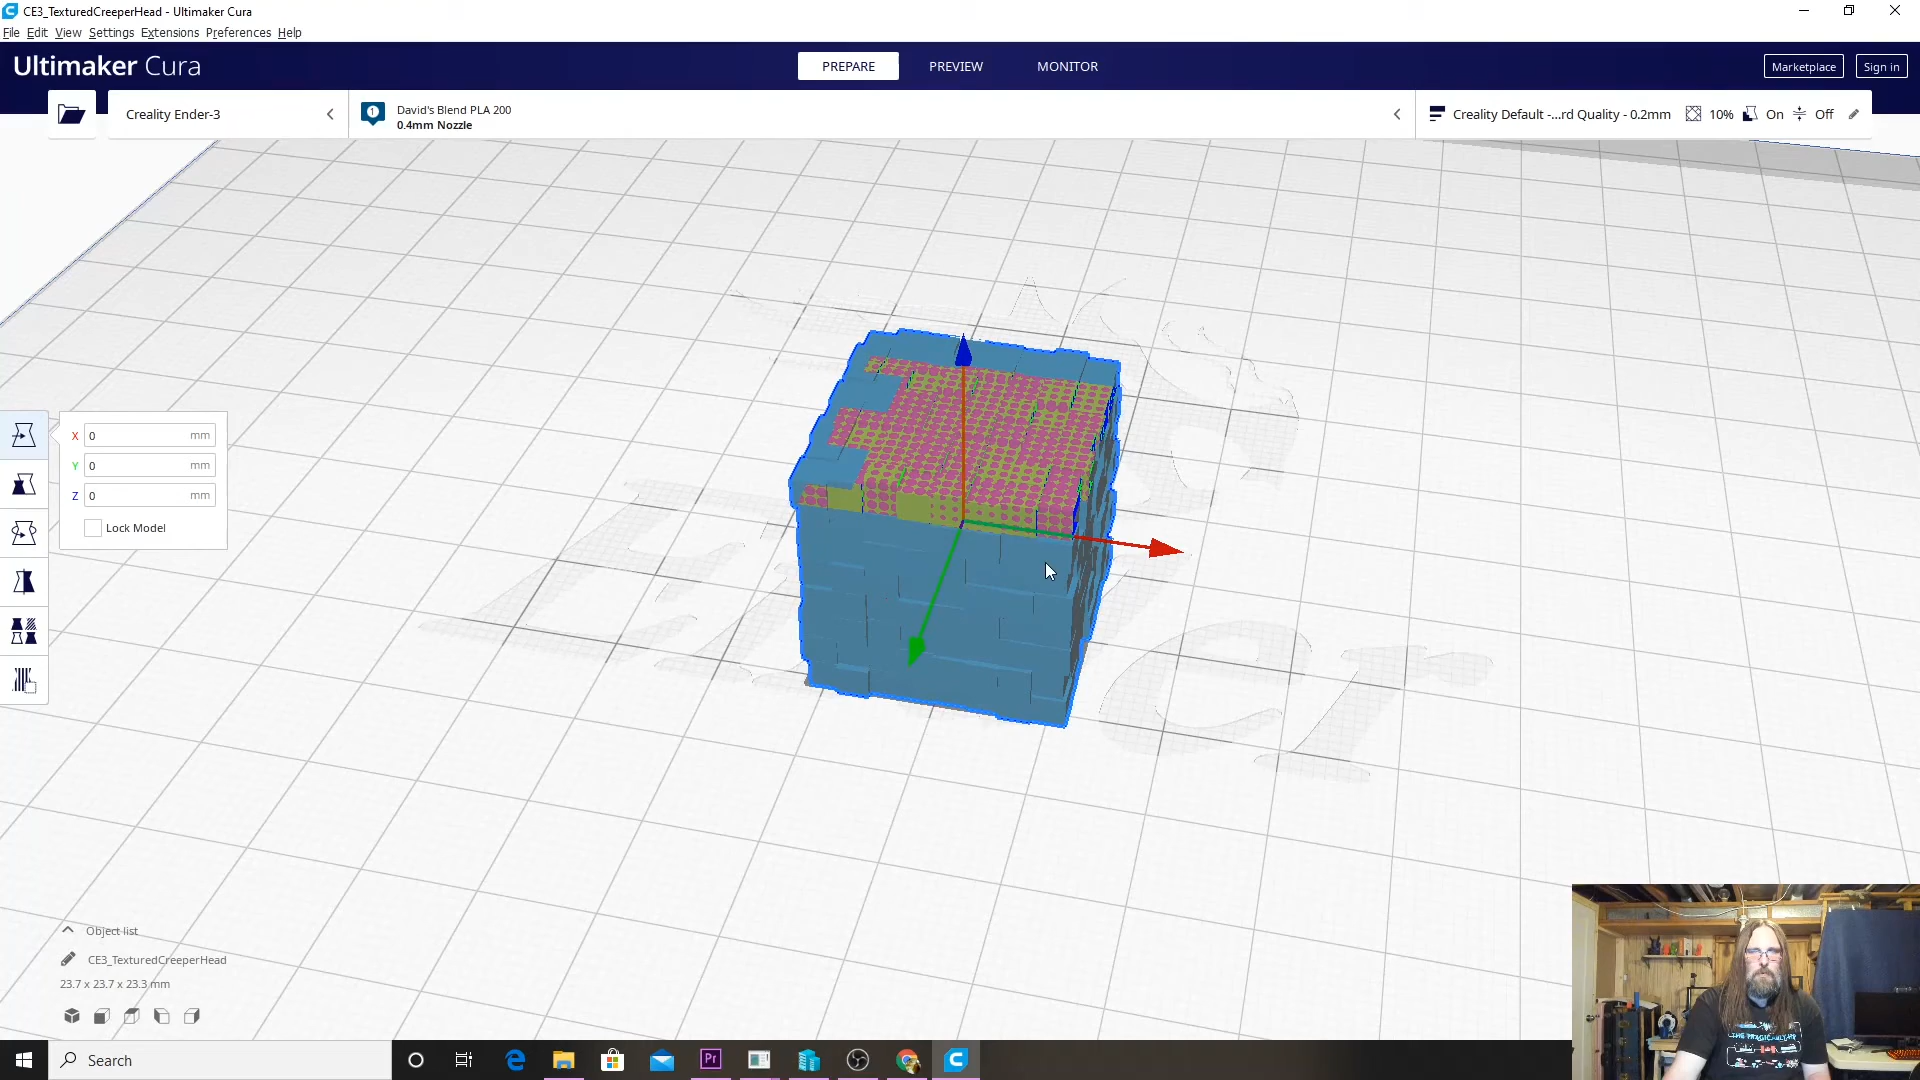 CE3_TexturedCreeperHead - Ultimaker Cura
File Edit View Settings Extensions Preferences Help
Ultimaker Cura
PREPARE PREVIEW MONITOR
Marketplace Sign in
Creality Ender-3
1
David's Blend PLA 200
0.4mm Nozzle
Creality Default -...rd Quality - 0.2mm 10% On Off
X 0 mm
Y 0 mm
Z 0 mm
Lock Model
Object list
CE3_TexturedCreeperHead
23.7 x 23.7 x 23.3 mm
Search
Pr